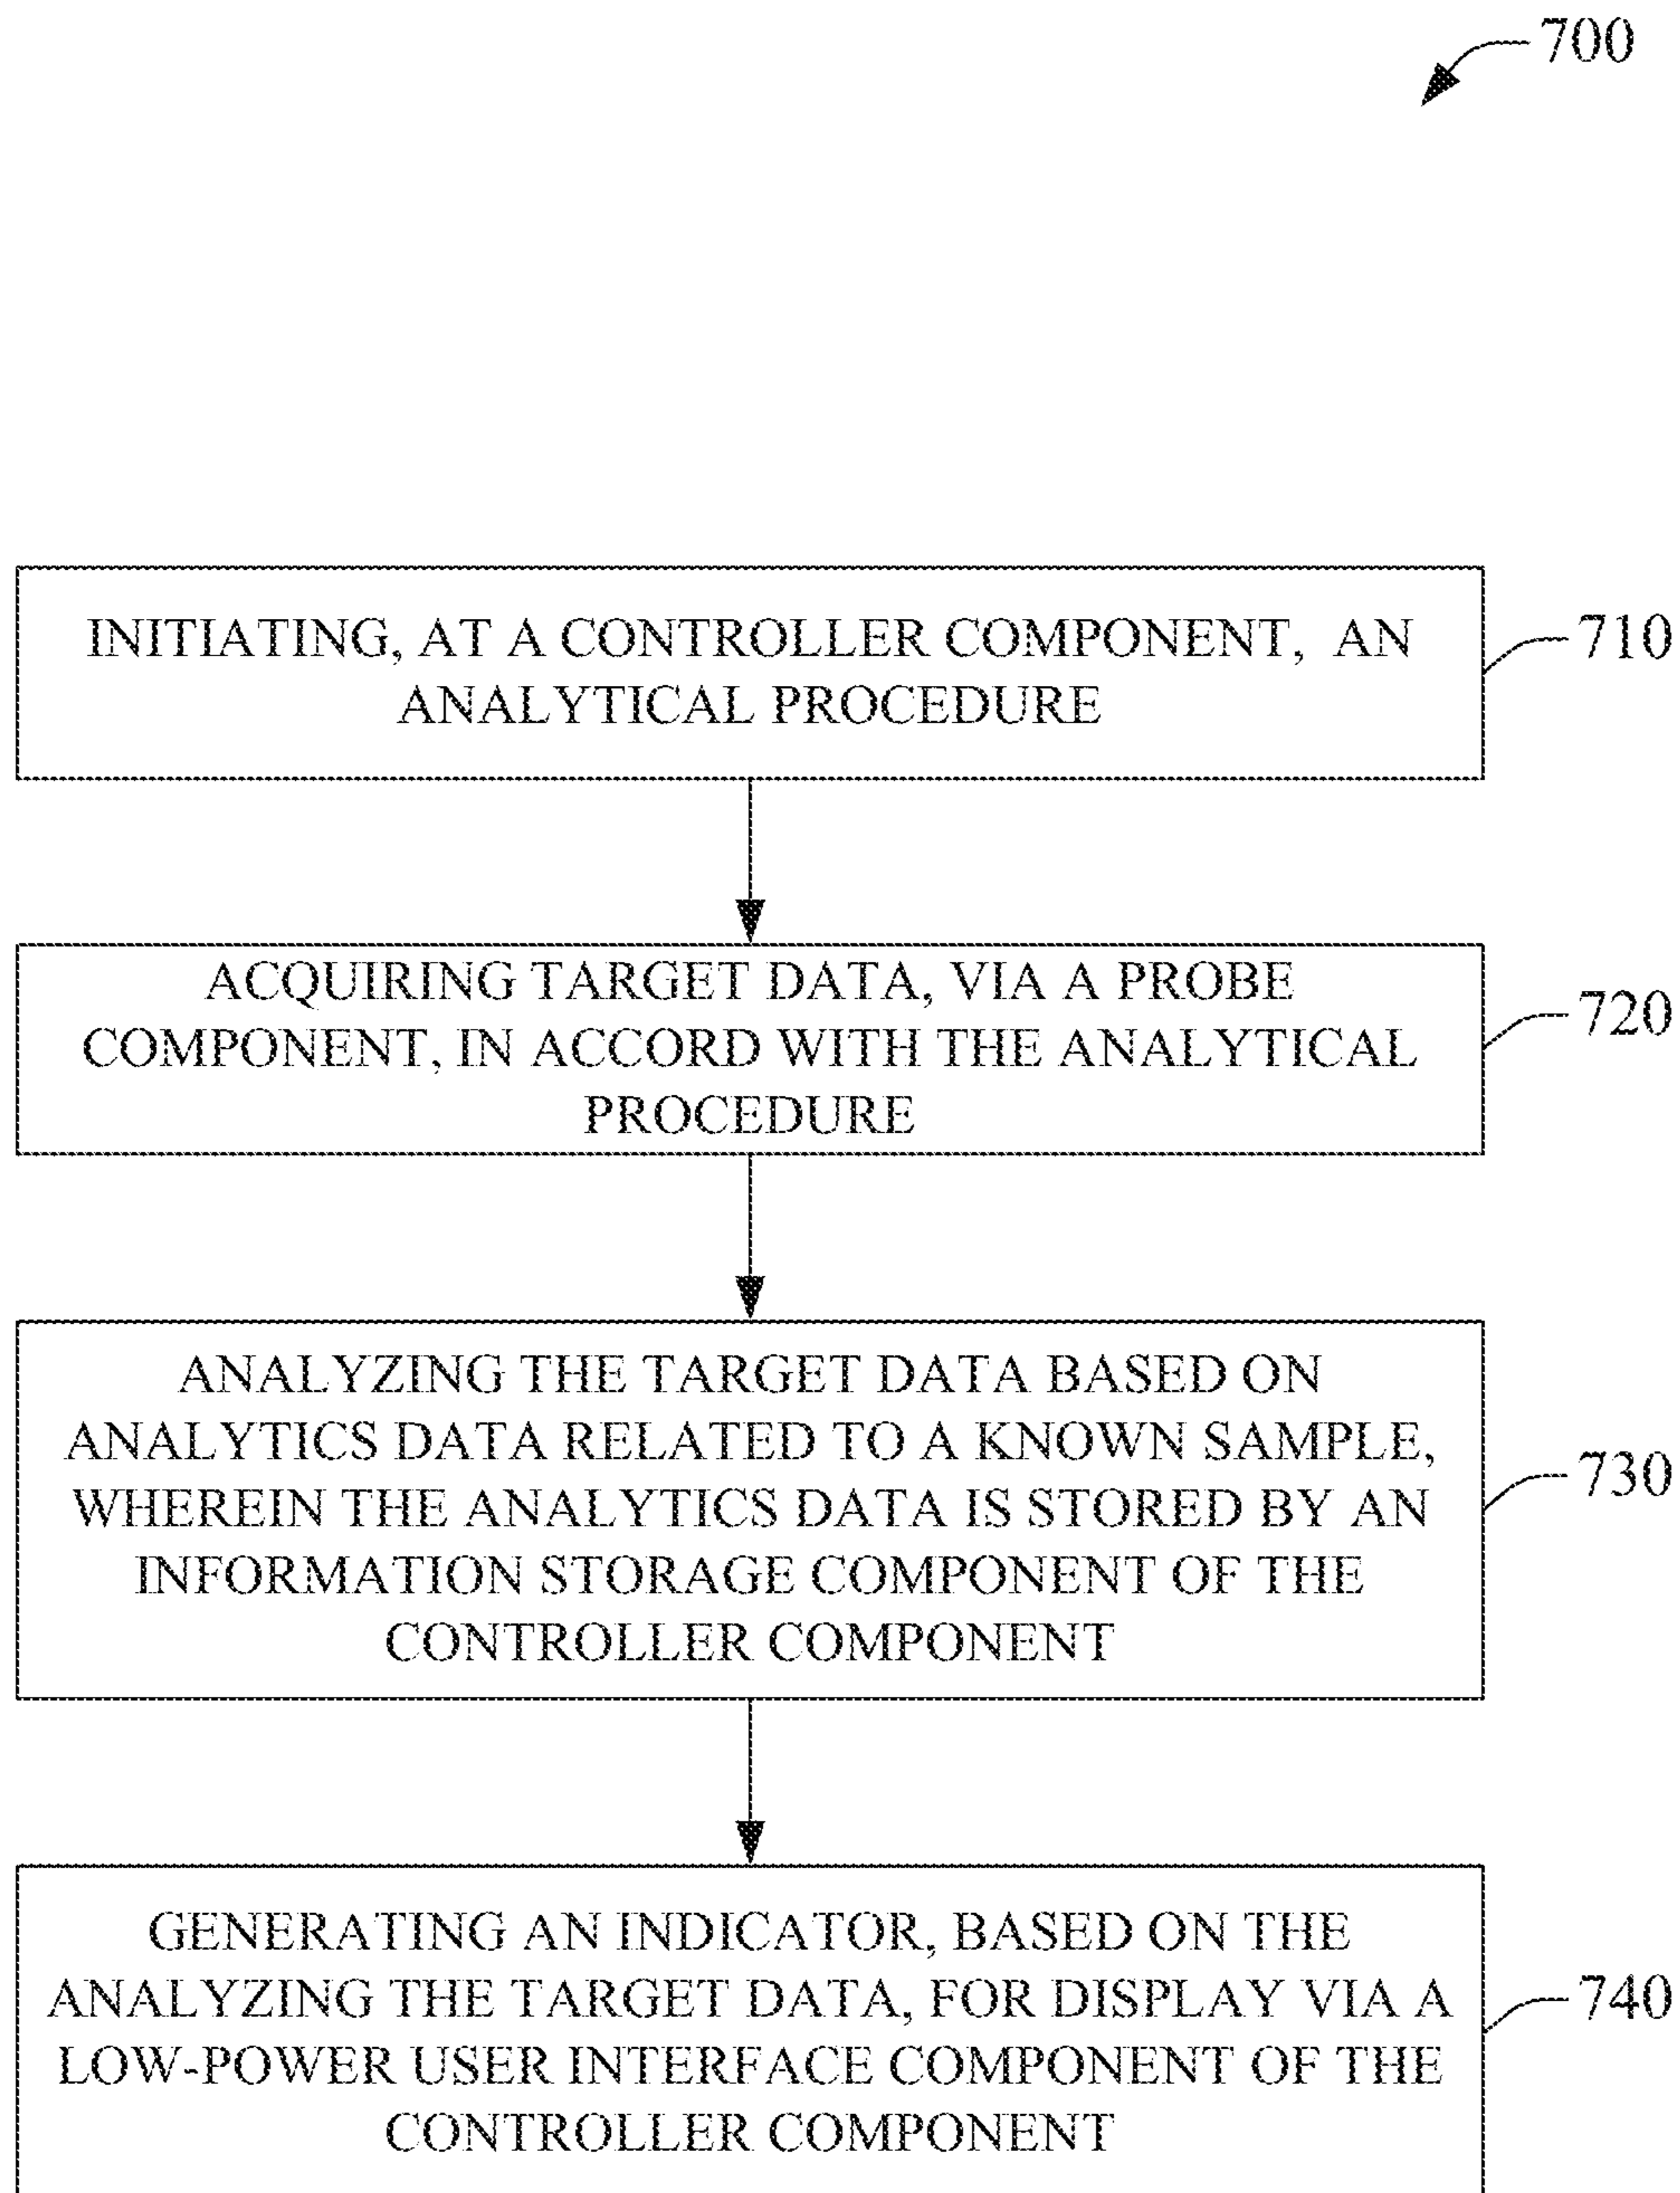 700
INITIATING, AT A CONTROLLER COMPONENT, AN
ANALYTICAL PROCEDURE
710
ACQUIRING TARGET DATA, VIA A PROBE
COMPONENT, IN ACCORD WITH THE ANALYTICAL
PROCEDURE
720
ANALYZING THE TARGET DATA BASED ON
ANALYTICS DATA RELATED TO A KNOWN SAMPLE,
WHEREIN THE ANALYTICS DATA IS STORED BY AN
INFORMATION STORAGE COMPONENT OF THE
CONTROLLER COMPONENT
730
GENERATING AN INDICATOR, BASED ON THE
ANALYZING THE TARGET DATA, FOR DISPLAY VIA A
LOW-POWER USER INTERFACE COMPONENT OF THE
CONTROLLER COMPONENT
740